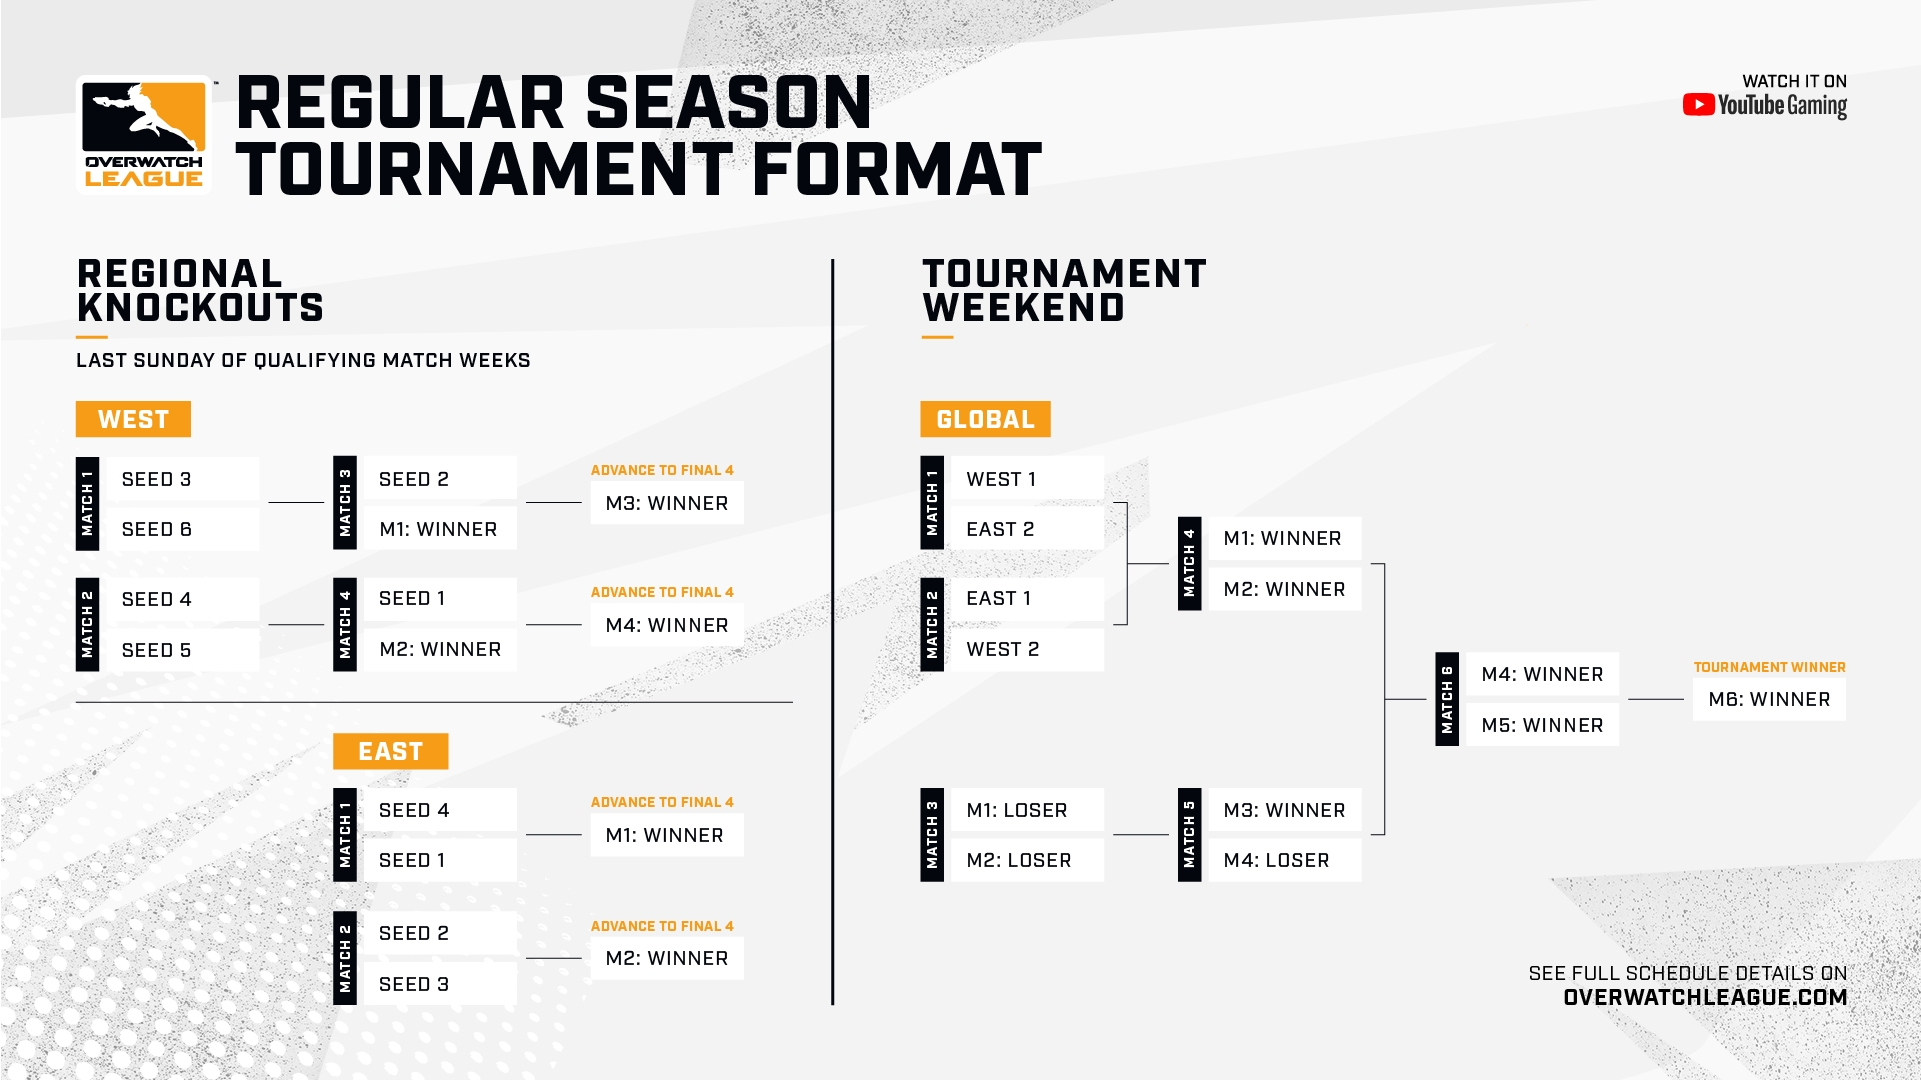 OVERWATCH
LEAGUE
™
REGULAR SEASON
TOURNAMENT FORMAT
WATCH IT ON
YouTube Gaming
REGIONAL
KNOCKOUTS
LAST SUNDAY OF QUALIFYING MATCH WEEKS
WEST
MATCH 1
SEED 3
SEED 6
MATCH 2
SEED 4
SEED 5
MATCH 3
SEED 2
M1: WINNER
MATCH 4
SEED 1
M2: WINNER
ADVANCE TO FINAL 4
M3: WINNER
ADVANCE TO FINAL 4
M4: WINNER
EAST
MATCH 1
SEED 4
SEED 1
MATCH 2
SEED 2
SEED 3
ADVANCE TO FINAL 4
M1: WINNER
ADVANCE TO FINAL 4
M2: WINNER
TOURNAMENT
WEEKEND
GLOBAL
MATCH 1
WEST 1
EAST 2
MATCH 2
EAST 1
WEST 2
MATCH 3
M1: LOSER
M2: LOSER
MATCH 4
M1: WINNER
M2: WINNER
MATCH 5
M3: WINNER
M4: LOSER
MATCH 6
M4: WINNER
M5: WINNER
TOURNAMENT WINNER
M6: WINNER
SEE FULL SCHEDULE DETAILS ON
OVERWATCHLEAGUE.COM